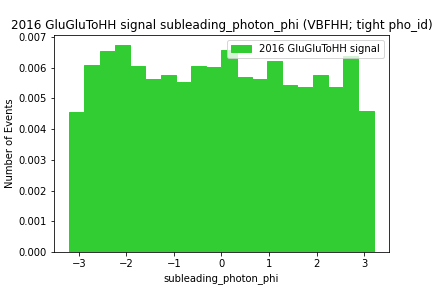 2016 GluGluToHH signal subleading_photon_phi (VBFHH; tight pho_id)
2016 GluGluToHH signal
Number of Events
0.007
0.006
0.005
0.004
0.003
0.002
0.001
0.000
−3 −2 −1 0 1 2 3
subleading_photon_phi